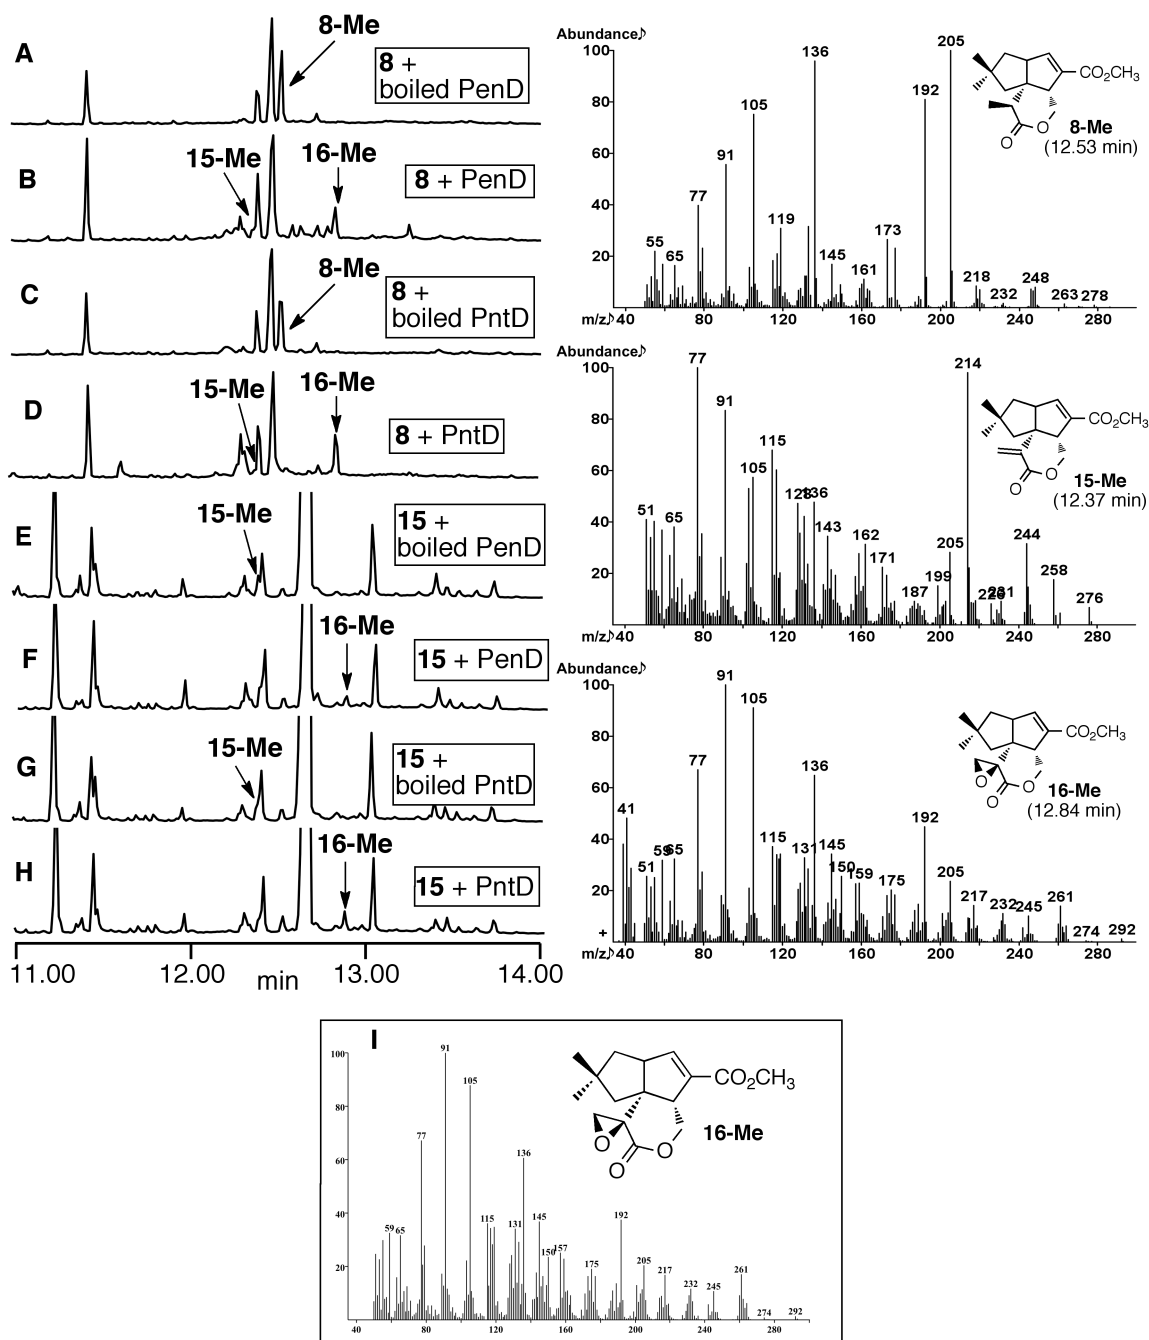 A
8-Me
8 +
boiled PenD
B
15-Me
16-Me
8 + PenD
C
8-Me
8 +
boiled PntD
D
15-Me
16-Me
8 + PntD
E
15-Me
15 +
boiled PenD
F
16-Me
15 + PenD
G
15-Me
15 +
boiled PntD
H
16-Me
15 + PntD
11.00 12.00 13.00 14.00
min
Abundance
100
80
60
40
20
55 65 77 91 105 119 136 145 161 173 192 205 218 232 248 263 278
m/z 40 80 120 160 200 240 280
CO2CH3
O
O
8-Me
(12.53 min)
Abundance
100
80
60
40
20
51 65 77 91 105 115 128 136 143 162 171 187 199 205 214 231 244 258 276
m/z 40 80 120 160 200 240 280
CO2CH3
O
O
15-Me
(12.37 min)
Abundance
100
80
60
40
20
+
41 51 59 65 77 91 105 115 131 136 145 150 159 175 192 205 217 232 245 261 274 292
m/z 40 80 120 160 200 240 280
CO2CH3
O
O
O
16-Me
(12.84 min)
I
100
80
60
40
20
59 65 77 91 105 115 131 136 145 150 157 175 192 205 217 232 245 261 274 292
40 80 120 160 200 240 280
CO2CH3
O
O
O
16-Me